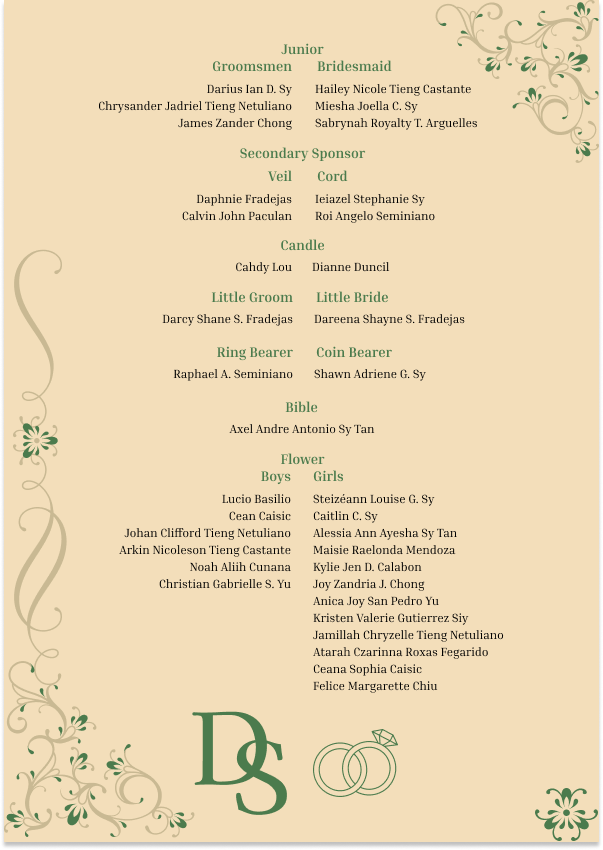 Junior
Groomsmen Bridesmaid
Darius Ian D. Sy Hailey Nicole Tieng Castante
Chrysander Jadriel Tieng Netuliano Miesha Joella C. Sy
James Zander Chong Sabrynah Royalty T. Arguelles
Secondary Sponsor
Veil Cord
Daphnie Fradejas Ieiazel Stephanie Sy
Calvin John Paculan Roi Angelo Seminiano
Candle
Cahdy Lou Dianne Duncil
Little Groom Little Bride
Darcy Shane S. Fradejas Dareena Shayne S. Fradejas
Ring Bearer Coin Bearer
Raphael A. Seminiano Shawn Adriene G. Sy
Bible
Axel Andre Antonio Sy Tan
Flower
Boys Girls
Lucio Basilio Steizéann Louise G. Sy
Cean Caisic Caitlin C. Sy
Johan Clifford Tieng Netuliano Alessia Ann Ayesha Sy Tan
Arkin Nicoleson Tieng Castante Maisie Raelonda Mendoza
Noah Aliih Cunana Kylie Jen D. Calabon
Christian Gabrielle S. Yu Joy Zandria J. Chong
Anica Joy San Pedro Yu
Kristen Valerie Gutierrez Siy
Jamillah Chryzelle Tieng Netuliano
Atarah Czarinna Roxas Fegarido
Ceana Sophia Caisic
Felice Margarette Chiu
DS